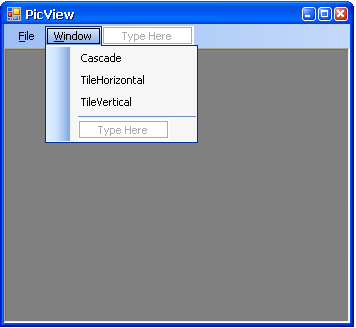 PicView
File Window Type Here
Cascade
TileHorizontal
TileVertical
Type Here